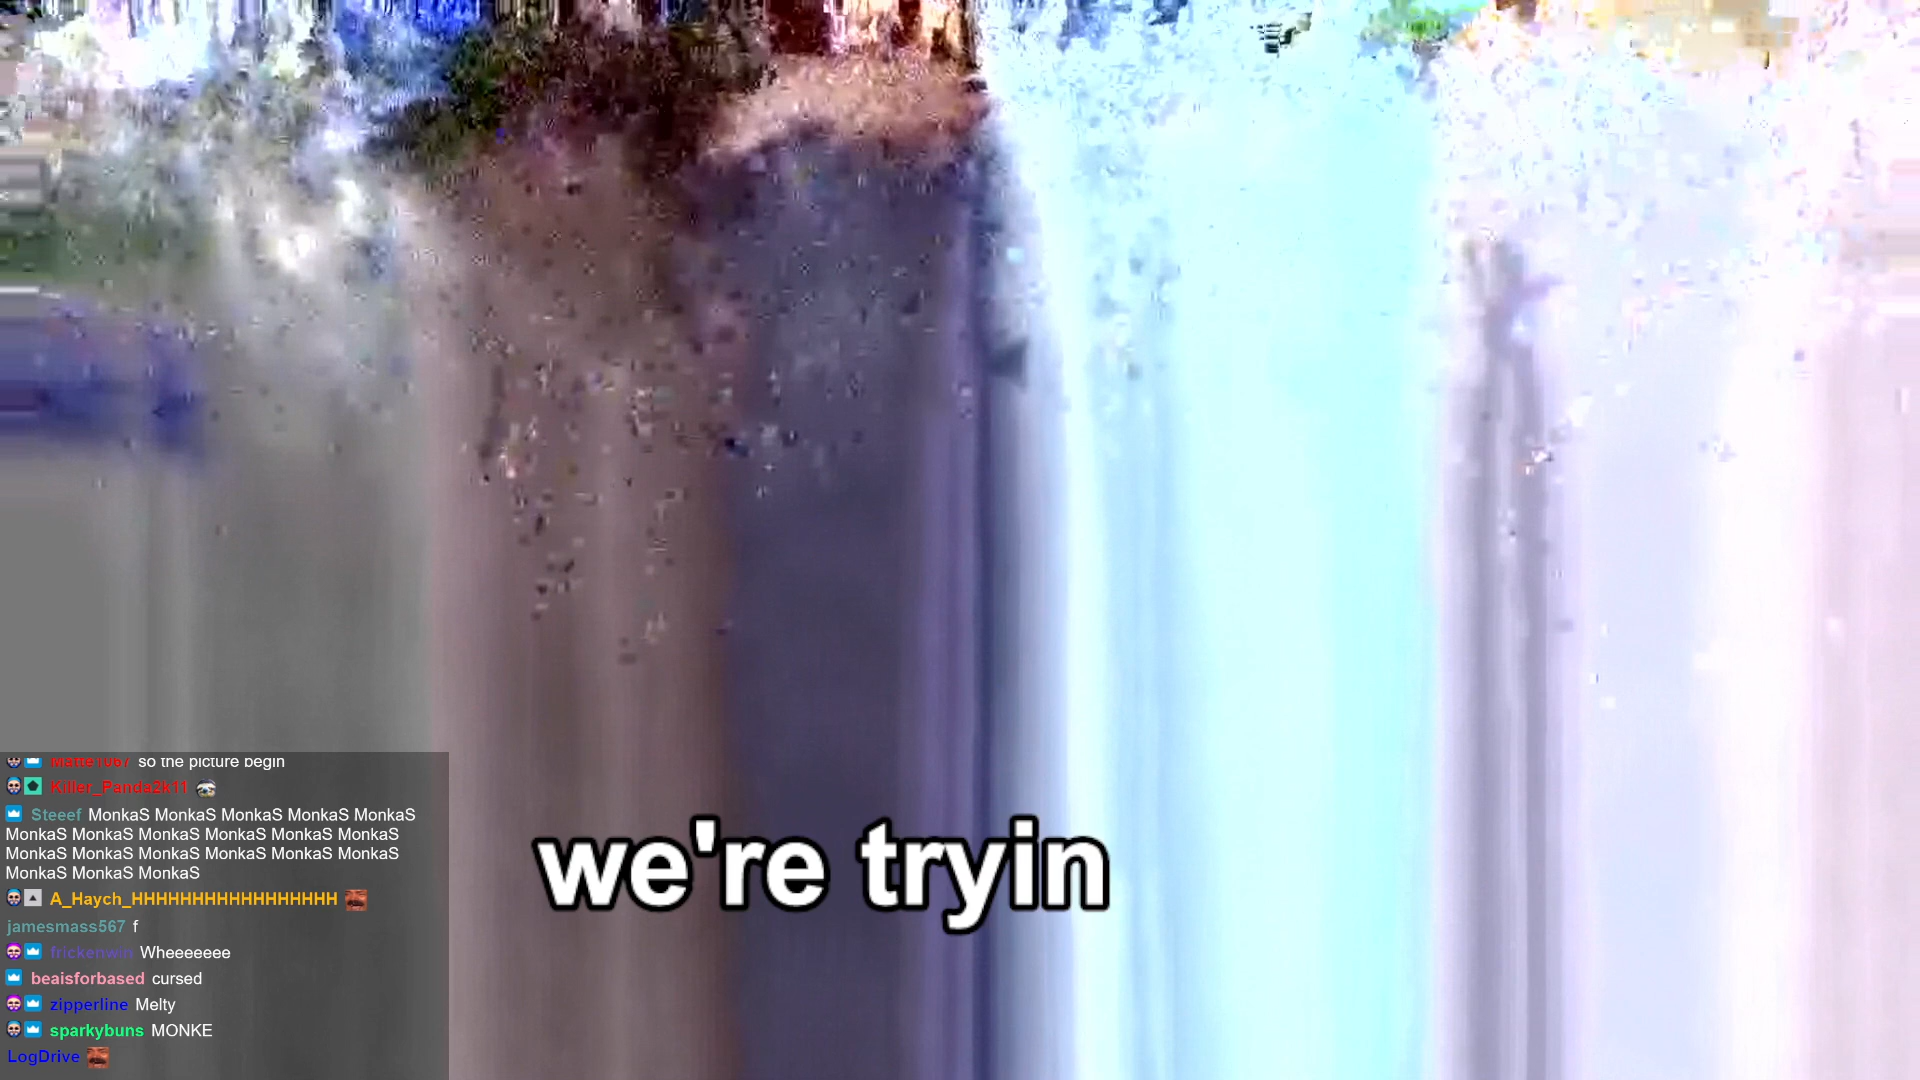 Matte1067 so the picture begin
Killer_Panda2k11
Steeef MonkaS MonkaS MonkaS MonkaS MonkaS
MonkaS MonkaS MonkaS MonkaS MonkaS MonkaS
MonkaS MonkaS MonkaS MonkaS MonkaS MonkaS
MonkaS MonkaS MonkaS
A_Haych_HHHHHHHHHHHHHHHHH
jamesmass567 f
frickenwin Wheeeeeee
beaisforbased cursed
zipperline Melty
sparkybuns MONKE
LogDrive
we're tryin